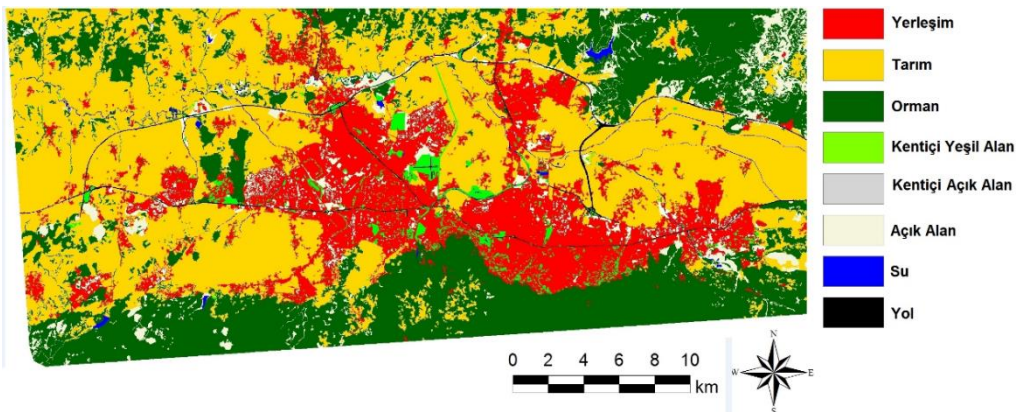 Yerleşim
Tarım
Orman
Kentiçi Yeşil Alan
Kentiçi Açık Alan
Açık Alan
Su
Yol
0 2 4 6 8 10
km
N
W E
S